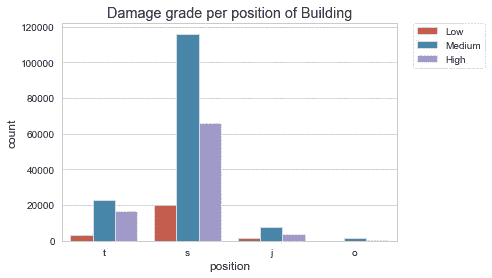 Damage grade per position of Building
120000
100000
80000
60000
40000
20000
0
count
t s j o
position
Low
Medium
High